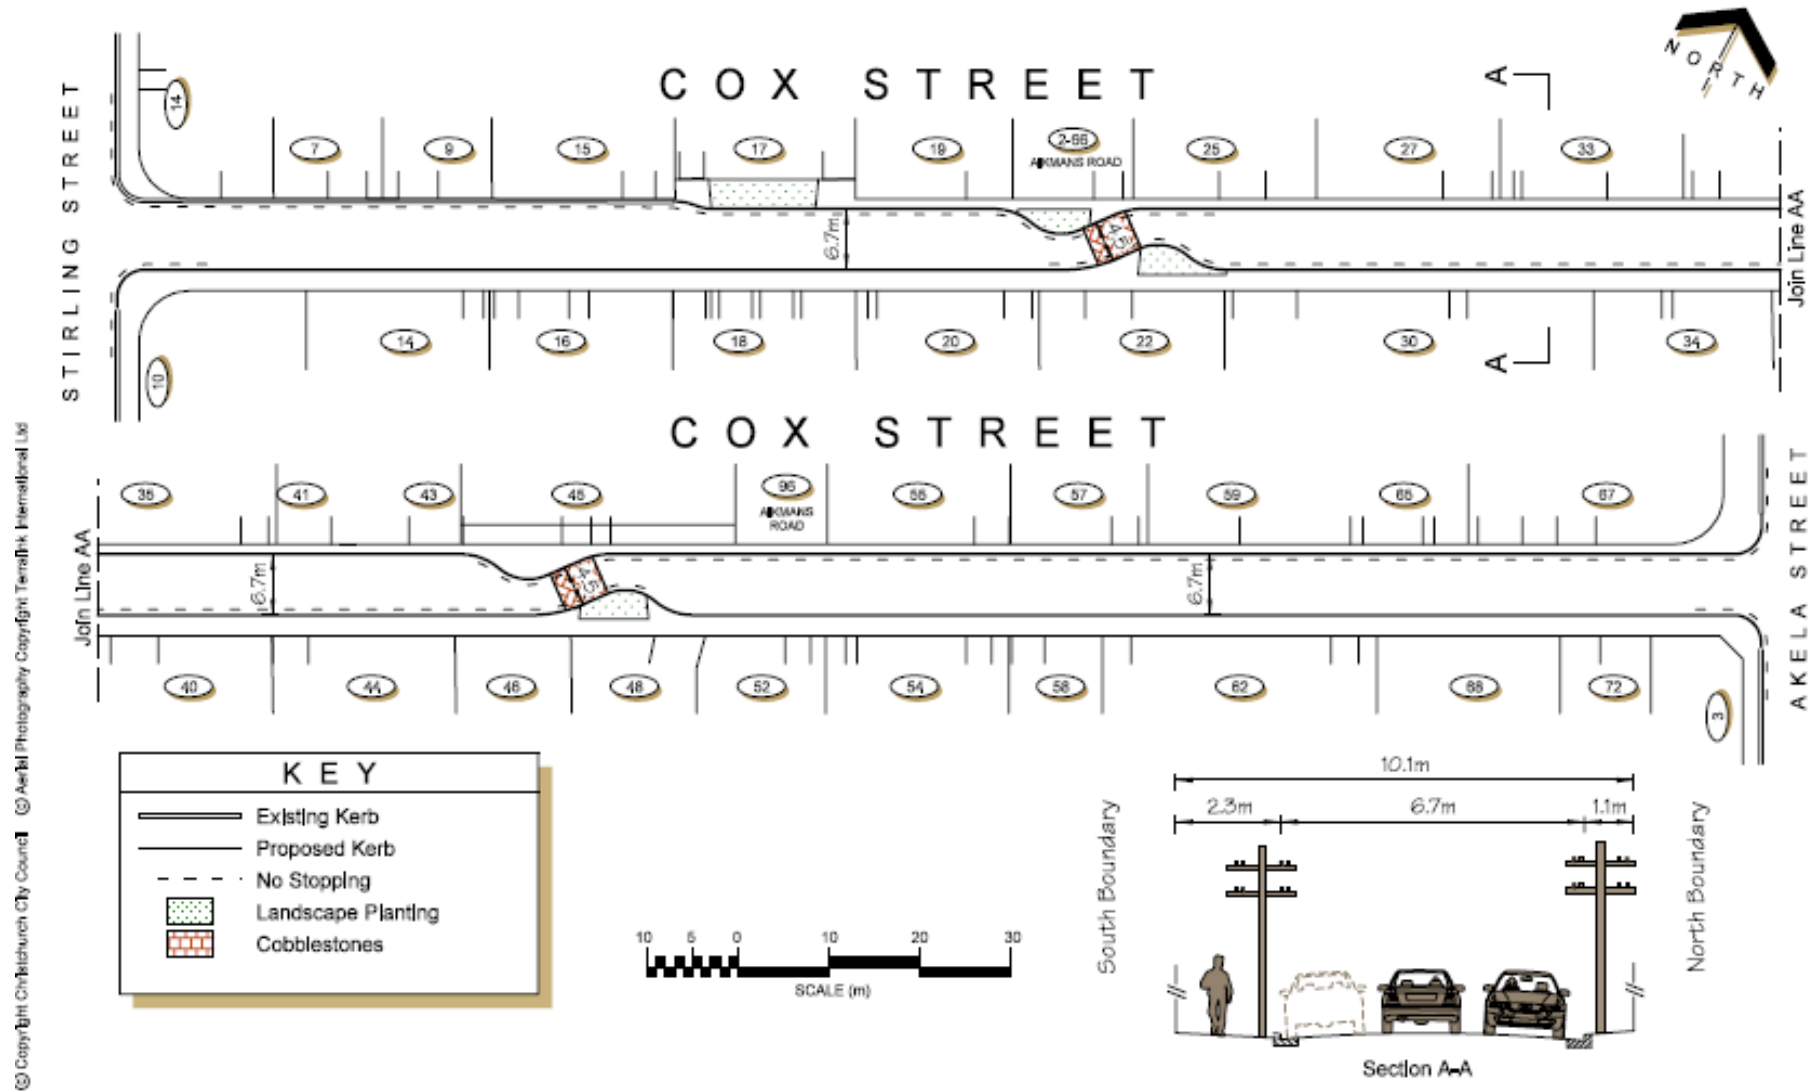 COX STREET
NORTH
A
STIRLING STREET
14
7
9
15
17
19
2-66
AIKMANS ROAD
25
27
33
6.7m
4.5
Join Line AA
10
14
16
18
20
22
30
34
A
COX STREET
35
41
43
45
96
AIKMANS
ROAD
55
57
59
65
67
Join Line AA
6.7m
4.5
6.7m
AKELA STREET
40
44
46
48
52
54
58
62
68
72
3
KEY
Existing Kerb
Proposed Kerb
No Stopping
Landscape Planting
Cobblestones
10 5 0 10 20 30
SCALE (m)
10.1m
2.3m 6.7m 1.1m
South Boundary
North Boundary
Section A-A
© Copyright Christchurch City Council © Aerial Photography Copyright Terralink International Ltd